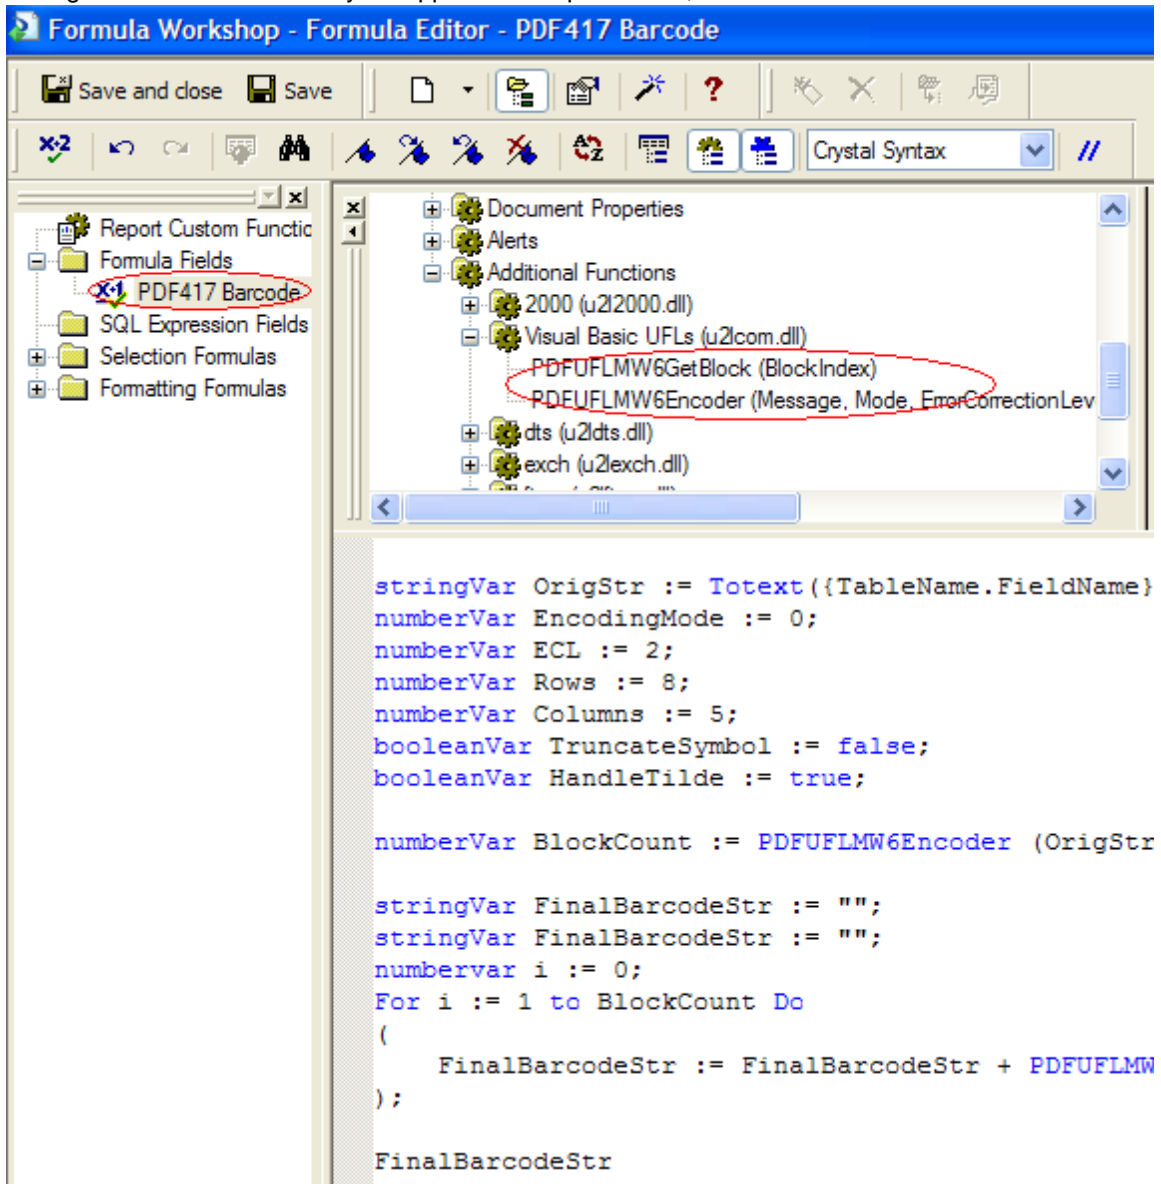 Formula Workshop - Formula Editor - PDF417 Barcode
Save and close Save
Crystal Syntax //
Report Custom Functio
Formula Fields
PDF417 Barcode
SQL Expression Fields
Selection Formulas
Formatting Formulas
Document Properties
Alerts
Additional Functions
2000 (u2l2000.dll)
Visual Basic UFLs (u2lcom.dll)
PDFUFLMW6GetBlock (BlockIndex)
PDFUFLMW6Encoder (Message, Mode, ErrorCorrectionLev
dts (u2ldts.dll)
exch (u2lexch.dll)
stringVar OrigStr := Totext({TableName.FieldName}
numberVar EncodingMode := 0;
numberVar ECL := 2;
numberVar Rows := 8;
numberVar Columns := 5;
booleanVar TruncateSymbol := false;
booleanVar HandleTilde := true;
numberVar BlockCount := PDFUFLMW6Encoder (OrigStr
stringVar FinalBarcodeStr := "";
stringVar FinalBarcodeStr := "";
numbervar i := 0;
For i := 1 to BlockCount Do
(
FinalBarcodeStr := FinalBarcodeStr + PDFUFLMW
);
FinalBarcodeStr